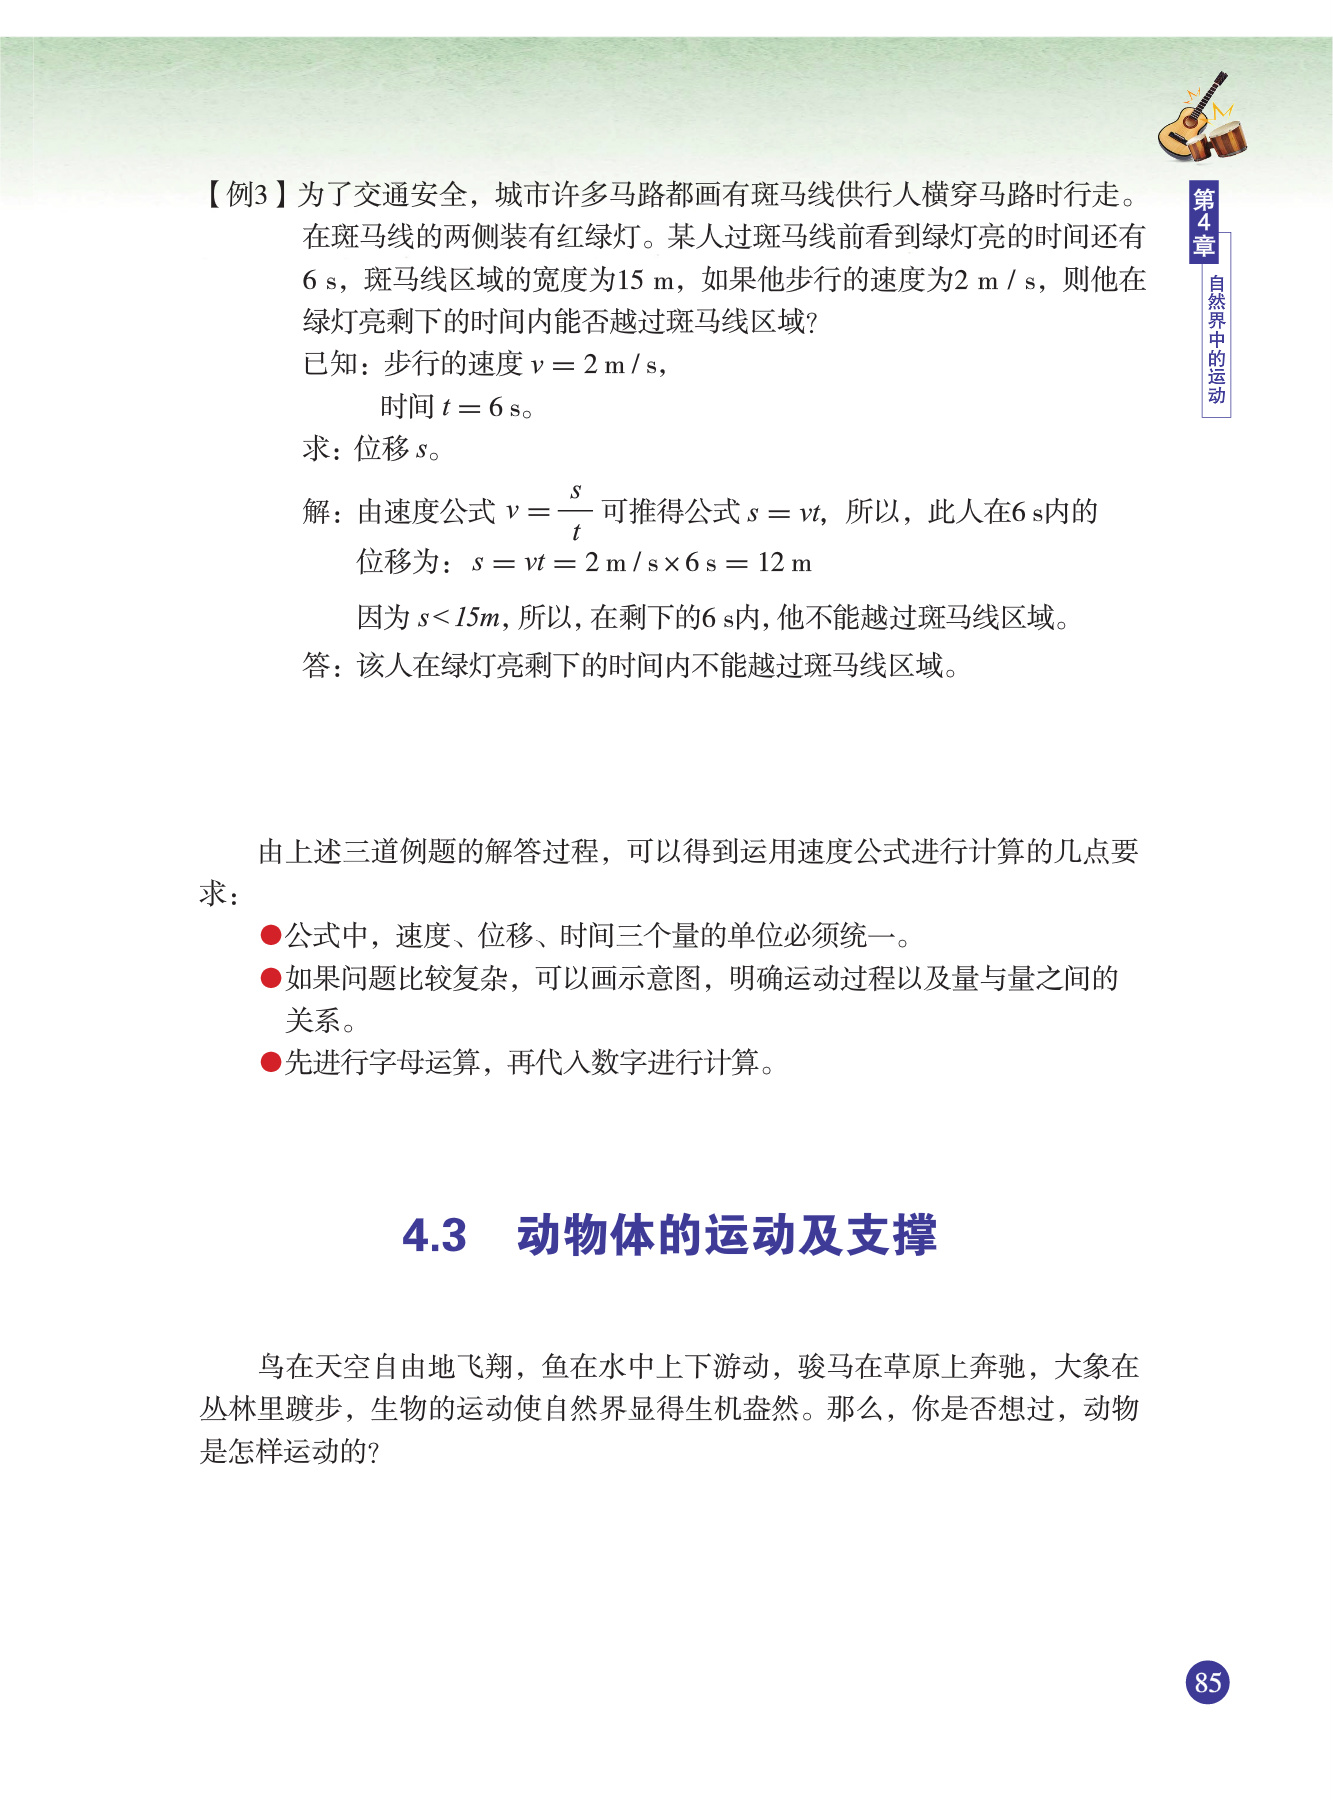 【例3】为了交通安全，城市许多马路都画有斑马线供行人横穿马路时行走。
在斑马线的两侧装有红绿灯。某人过斑马线前看到绿灯亮的时间还有
6 s，斑马线区域的宽度为15 m，如果他步行的速度为2 m / s，则他在
绿灯亮剩下的时间内能否越过斑马线区域？
已知：步行的速度 v = 2 m / s，
时间 t = 6 s。
求：位移 s。
解：由速度公式 v = s/t 可推得公式 s = vt，所以，此人在6 s内的
位移为：s = vt = 2 m / s × 6 s = 12 m
因为 s < 15m，所以，在剩下的6 s内，他不能越过斑马线区域。
答：该人在绿灯亮剩下的时间内不能越过斑马线区域。
由上述三道例题的解答过程，可以得到运用速度公式进行计算的几点要
求：
●公式中，速度、位移、时间三个量的单位必须统一。
●如果问题比较复杂，可以画示意图，明确运动过程以及量与量之间的
关系。
●先进行字母运算，再代入数字进行计算。
4.3 动物体的运动及支撑
鸟在天空自由地飞翔，鱼在水中上下游动，骏马在草原上奔驰，大象在
丛林里踱步，生物的运动使自然界显得生机盎然。那么，你是否想过，动物
是怎样运动的？
第4章
自然界中的运动
85